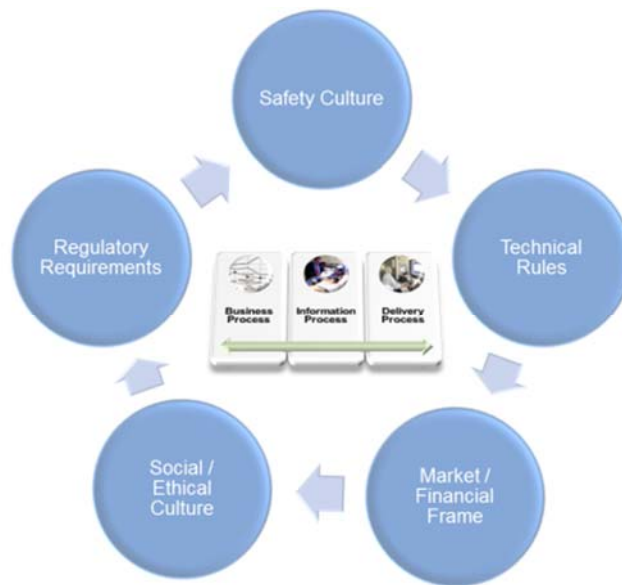 Safety Culture
Regulatory
Requirements
Technical
Rules
Business
Process
Information
Process
Delivery
Process
Social /
Ethical
Culture
Market /
Financial
Frame